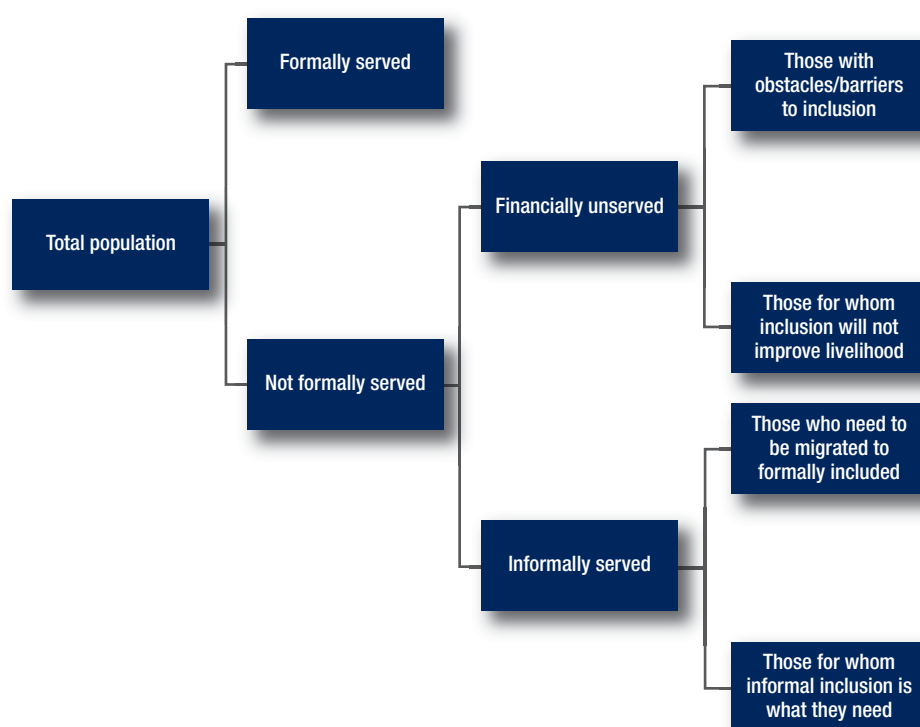 Total population
Formally served
Not formally served
Financially unserved
Informally served
Those with
obstacles/barriers
to inclusion
Those for whom
inclusion will not
improve livelihood
Those who need to
be migrated to
formally included
Those for whom
informal inclusion is
what they need